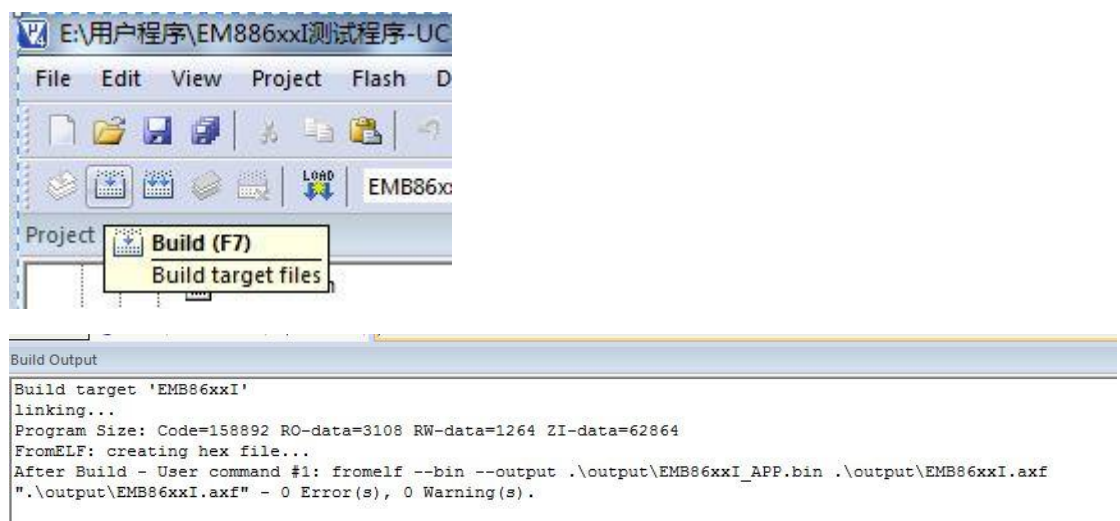 E:\用户程序\EM886xxI测试程序-UC
File Edit View Project Flash D
LOAD EMB86x
Project
Build (F7)
Build target files
Build Output
Build target 'EMB86xxI'
linking...
Program Size: Code=158892 RO-data=3108 RW-data=1264 ZI-data=62864
FromELF: creating hex file...
After Build - User command #1: fromelf --bin --output .\output\EMB86xxI_APP.bin .\output\EMB86xxI.axf
".\output\EMB86xxI.axf" - 0 Error(s), 0 Warning(s).